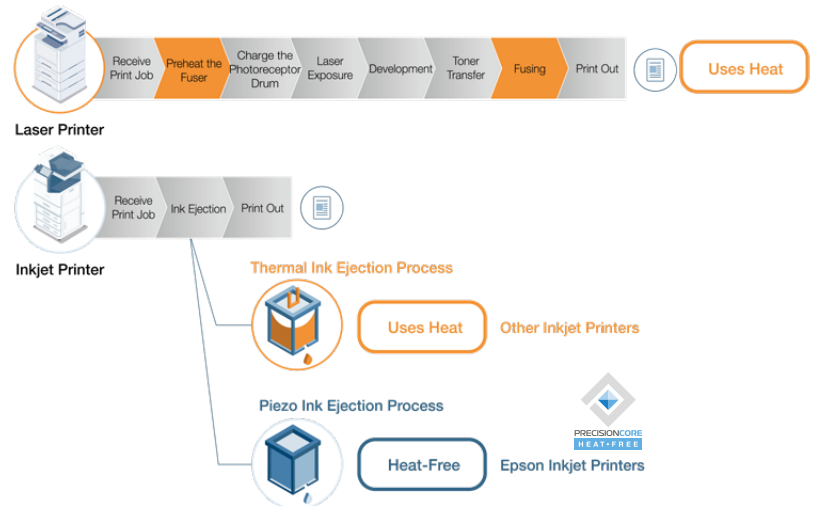 Receive
Print Job
Preheat the
Fuser
Charge the
Photoreceptor
Drum
Laser
Exposure
Development
Toner
Transfer
Fusing
Print Out
Uses Heat
Laser Printer
Receive
Print Job
Ink Ejection
Print Out
Inkjet Printer
Thermal Ink Ejection Process
Uses Heat
Other Inkjet Printers
Piezo Ink Ejection Process
PRECISIONCORE
HEAT•FREE
Heat-Free
Epson Inkjet Printers